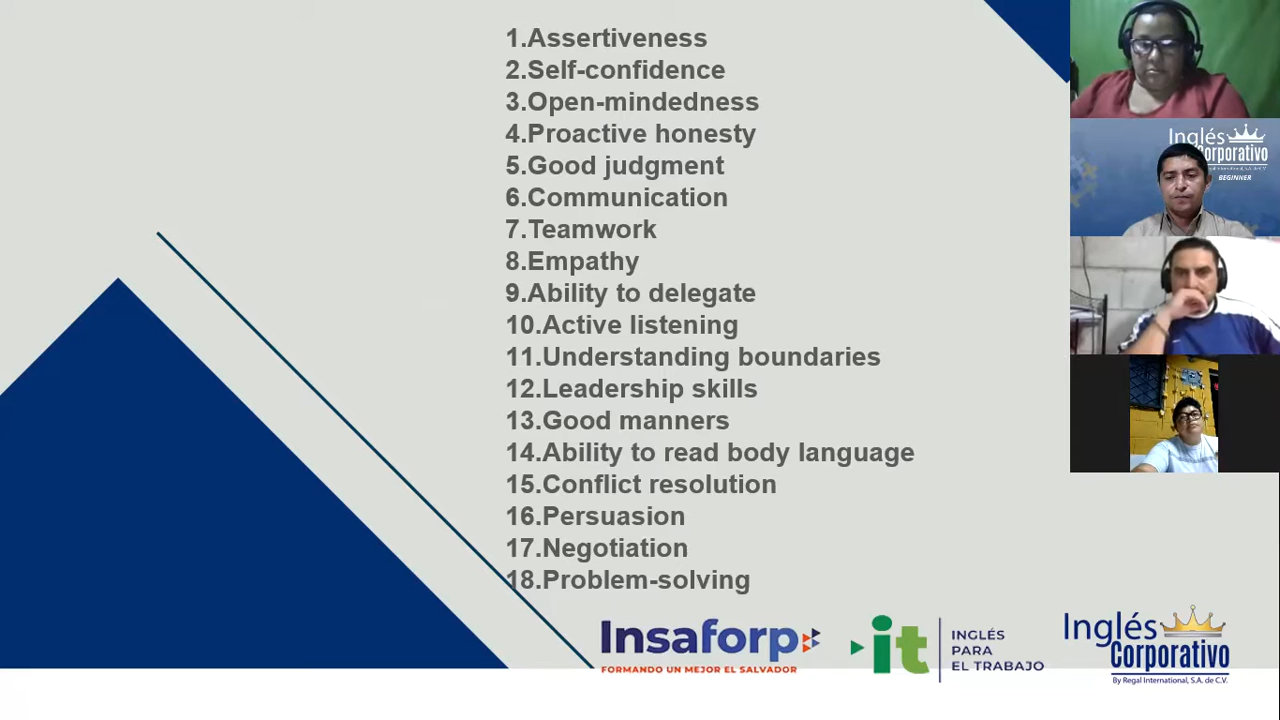 1.Assertiveness
2.Self-confidence
3.Open-mindedness
4.Proactive honesty
5.Good judgment
6.Communication
7.Teamwork
8.Empathy
9.Ability to delegate
10.Active listening
11.Understanding boundaries
12.Leadership skills
13.Good manners
14.Ability to read body language
15.Conflict resolution
16.Persuasion
17.Negotiation
18.Problem-solving
Insaforp
FORMANDO UN MEJOR EL SALVADOR
it
INGLÉS
PARA
EL TRABAJO
Inglés
Corporativo
By Regal International, S.A. de C.V.
Inglés
orporativo
BEGINNER